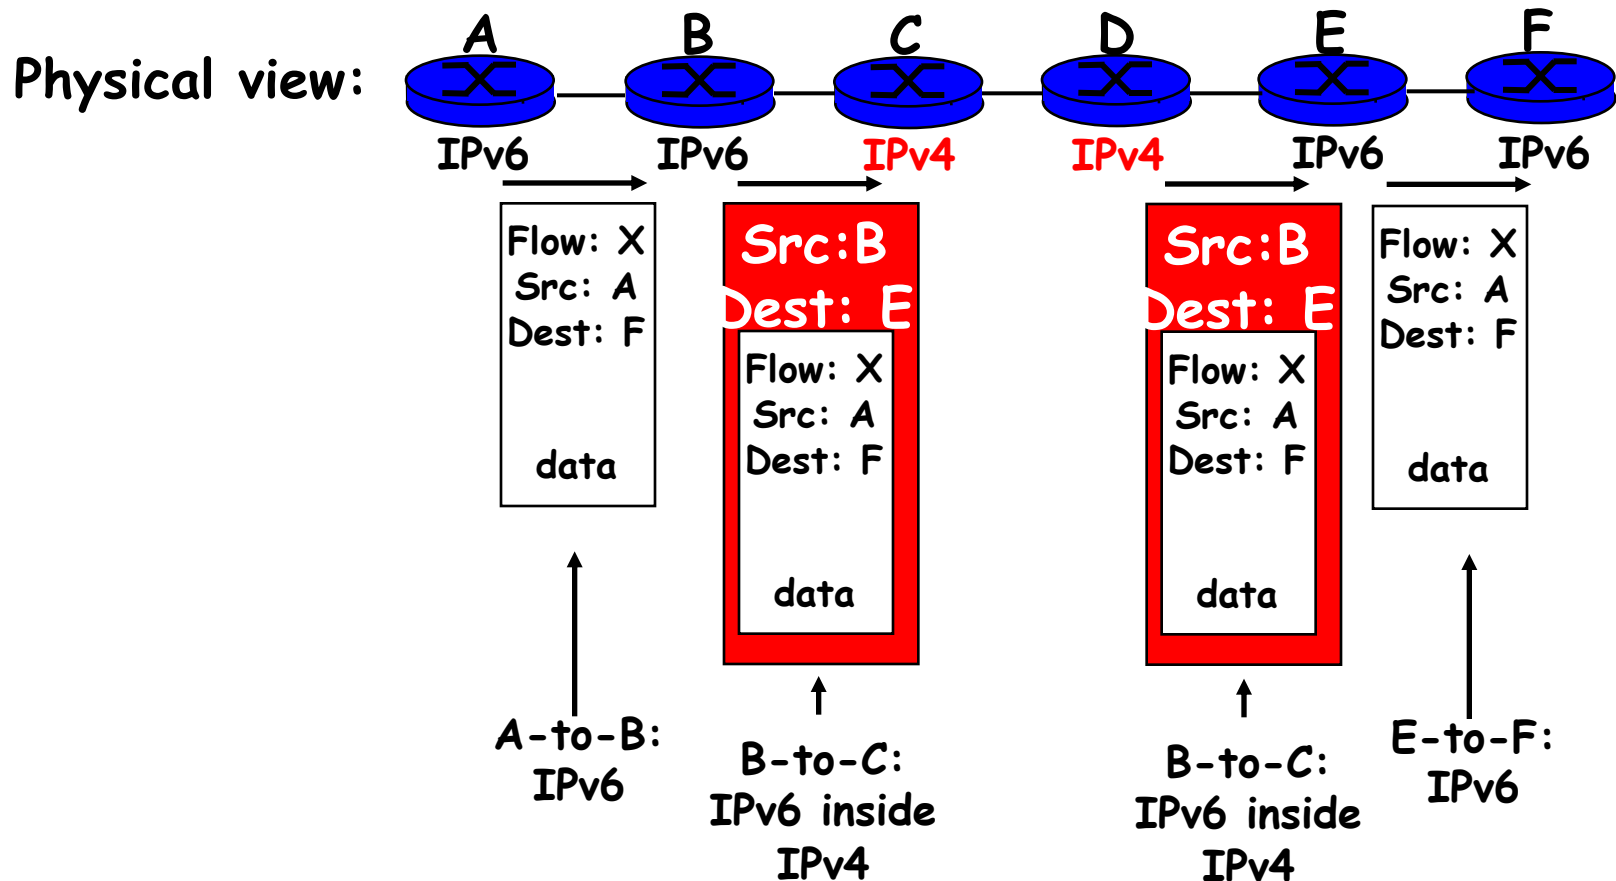 A B C D E F
Physical view:
IPv6 IPv6 IPv4 IPv4 IPv6 IPv6
Flow: X
Src: A
Dest: F
data
Src:B
Dest: E
Flow: X
Src: A
Dest: F
data
Src:B
Dest: E
Flow: X
Src: A
Dest: F
data
Flow: X
Src: A
Dest: F
data
A-to-B:
IPv6
B-to-C:
IPv6 inside
IPv4
B-to-C:
IPv6 inside
IPv4
E-to-F:
IPv6